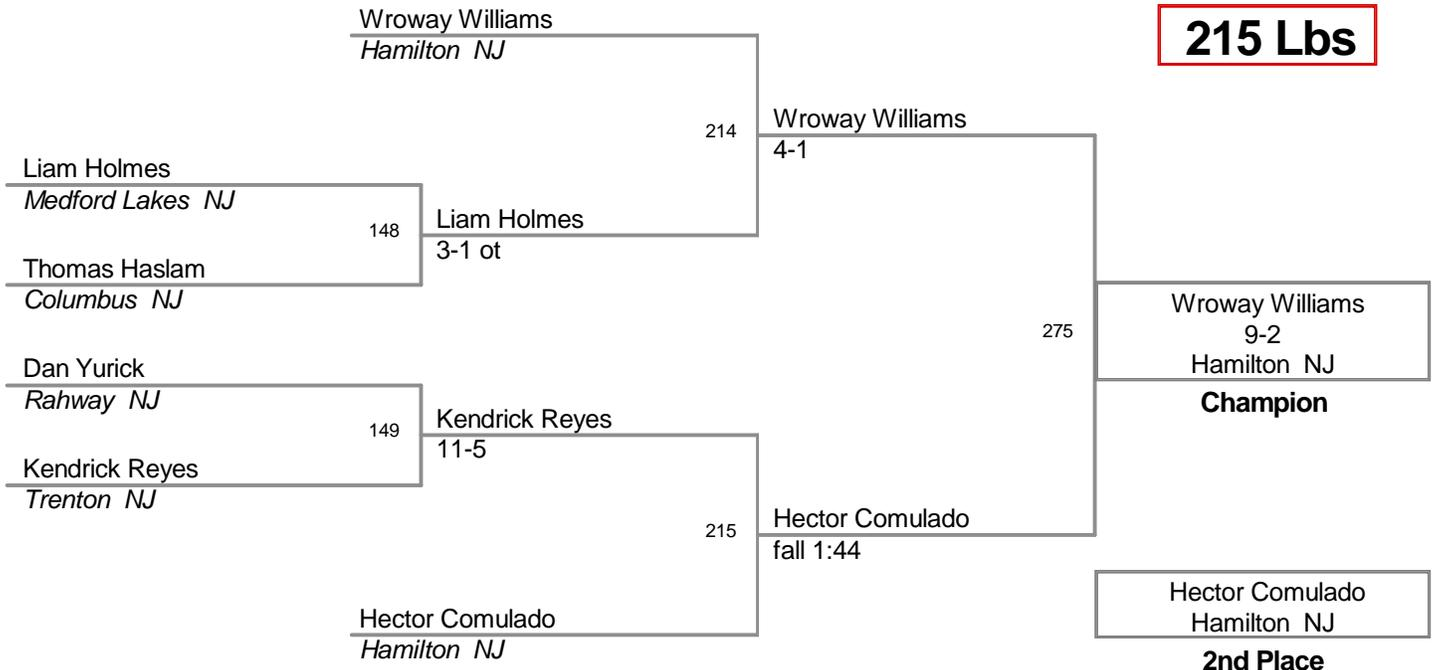 Wroway Williams
Hamilton NJ
215 Lbs
214
Wroway Williams
4-1
Liam Holmes
Medford Lakes NJ
148
Liam Holmes
3-1 ot
Thomas Haslam
Columbus NJ
275
Wroway Williams
9-2
Hamilton NJ
Champion
Dan Yurick
Rahway NJ
149
Kendrick Reyes
11-5
Kendrick Reyes
Trenton NJ
215
Hector Comulado
fall 1:44
Hector Comulado
Hamilton NJ
Hector Comulado
Hamilton NJ
2nd Place